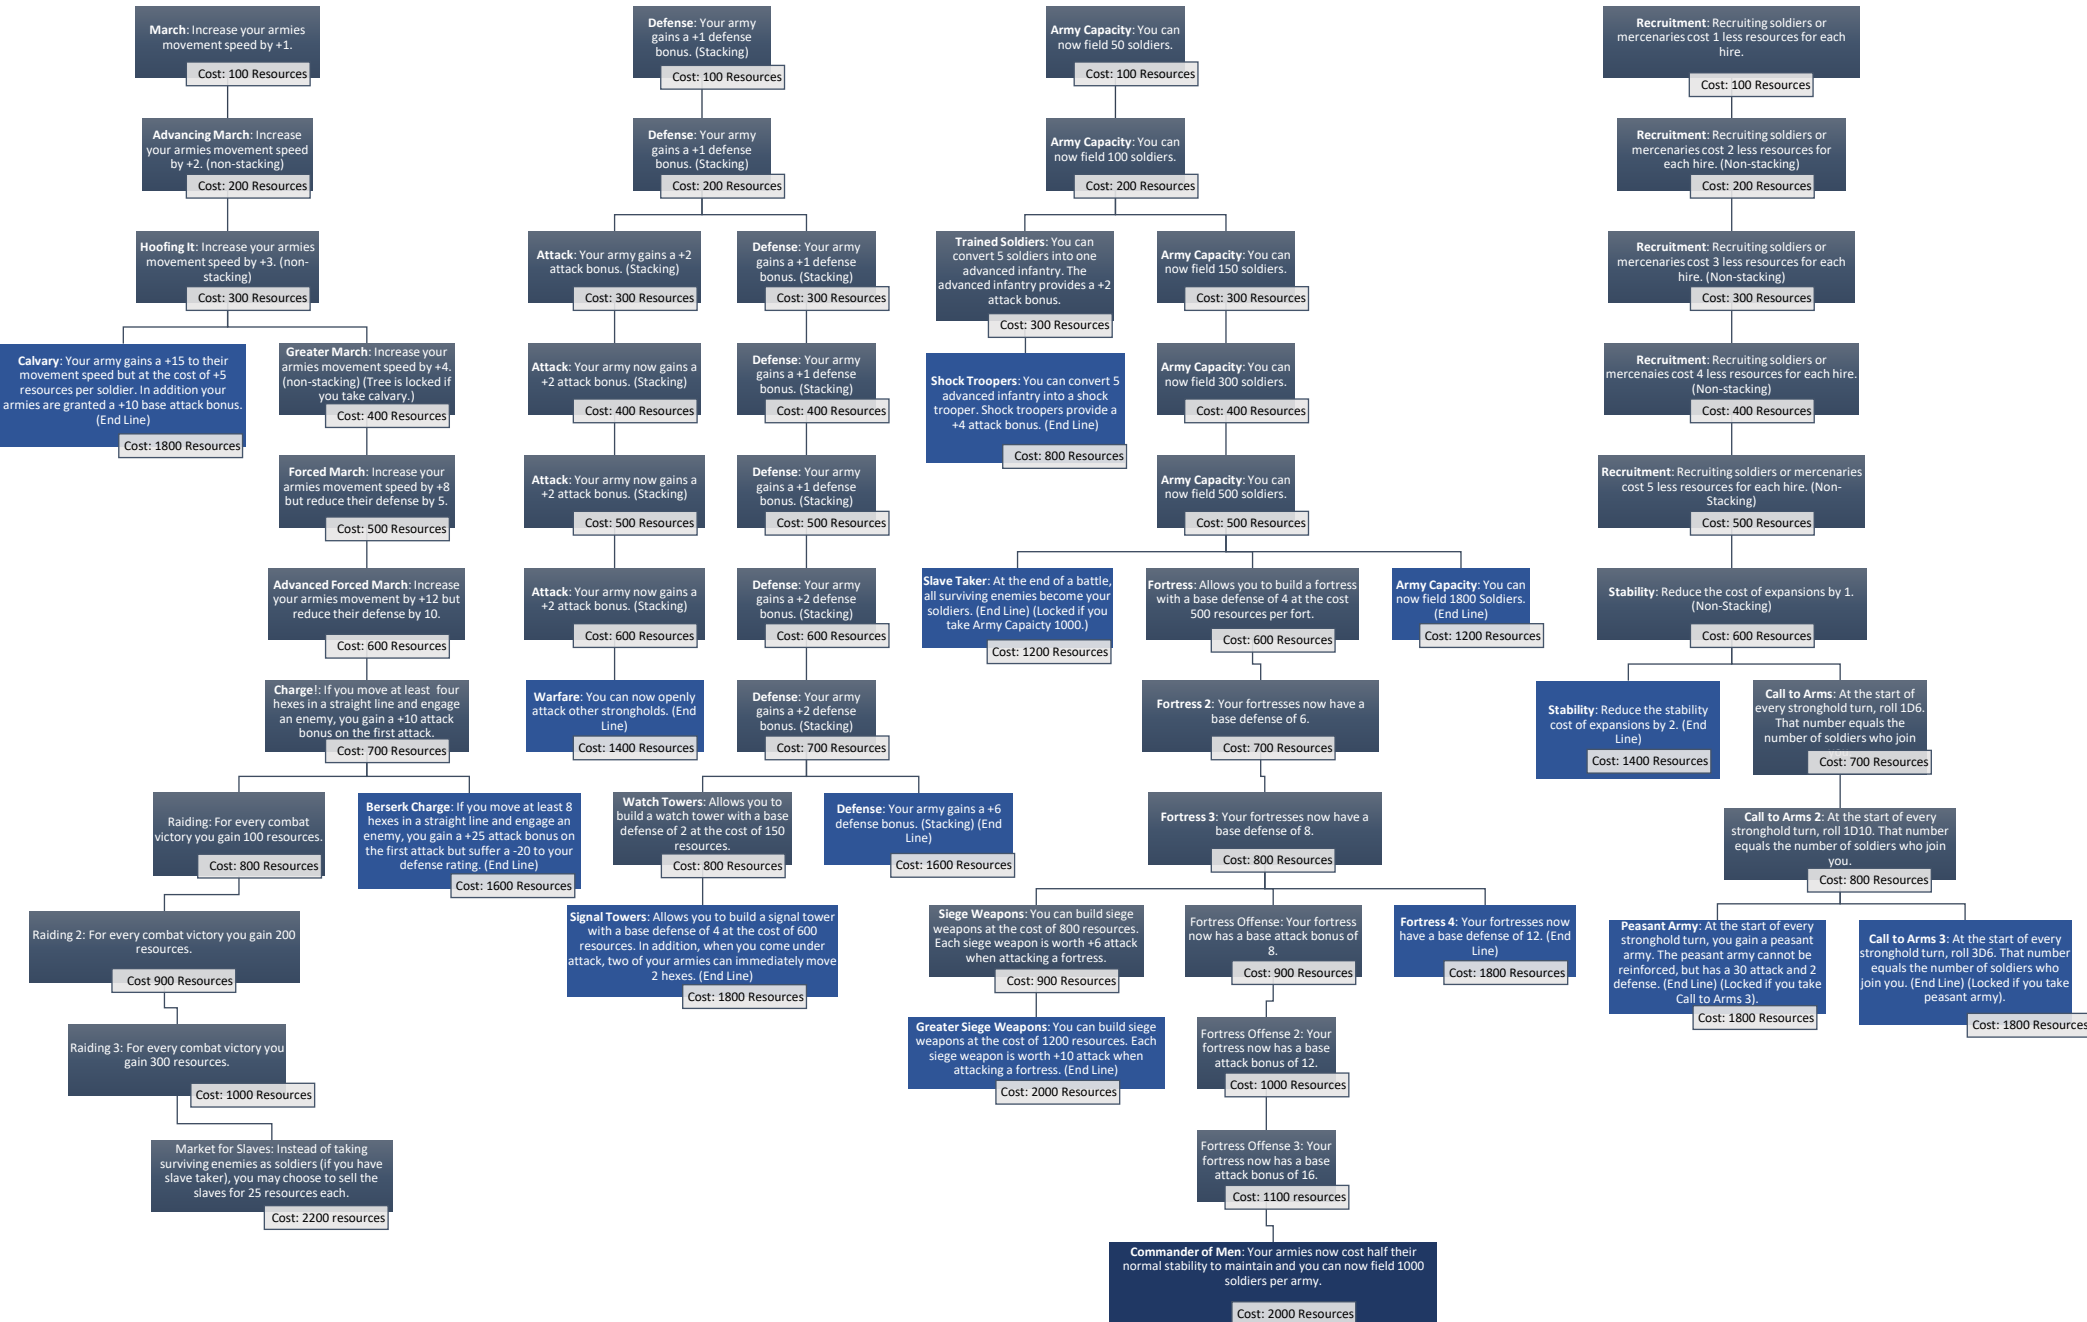 March: Increase your armies
movement speed by +1.
Cost: 100 Resources
Advancing March: Increase
your armies movement speed
by +2. (non-stacking)
Cost: 200 Resources
Hoofing It: Increase your armies
movement speed by +3. (non-
stacking)
Cost: 300 Resources
Calvary: Your army gains a +15 to their
movement speed but at the cost of +5
resources per soldier. In addition your
armies are granted a +10 base attack bonus.
(End Line)
Cost: 1800 Resources
Greater March: Increase your
armies movement speed by +4.
(non-stacking) (Tree is locked if
you take calvary.)
Cost: 400 Resources
Forced March: Increase your
armies movement speed by +8
but reduce their defense by 5.
Cost: 500 Resources
Advanced Forced March: Increase
your armies movement by +12 but
reduce their defense by 10.
Cost: 600 Resources
Charge!: If you move at least four
hexes in a straight line and engage
an enemy, you gain a +10 attack
bonus on the first attack.
Cost: 700 Resources
Raiding: For every combat
victory you gain 100 resources.
Cost: 800 Resources
Berserk Charge: If you move at least 8
hexes in a straight line and engage an
enemy, you gain a +25 attack bonus on
the first attack but suffer a -20 to your
defense rating. (End Line)
Cost: 1600 Resources
Raiding 2: For every combat victory you gain 200
resources.
Cost 900 Resources
Raiding 3: For every combat victory you
gain 300 resources.
Cost: 1000 Resources
Market for Slaves: Instead of taking
surviving enemies as soldiers (if you have
slave taker), you may choose to sell the
slaves for 25 resources each.
Cost: 2200 resources
Defense: Your army
gains a +1 defense
bonus. (Stacking)
Cost: 100 Resources
Defense: Your army
gains a +1 defense
bonus. (Stacking)
Cost: 200 Resources
Attack: Your army gains a +2
attack bonus. (Stacking)
Cost: 300 Resources
Attack: Your army now gains a
+2 attack bonus. (Stacking)
Cost: 400 Resources
Attack: Your army now gains a
+2 attack bonus. (Stacking)
Cost: 500 Resources
Attack: Your army now gains a
+2 attack bonus. (Stacking)
Cost: 600 Resources
Warfare: You can now openly
attack other strongholds. (End
Line)
Cost: 1400 Resources
Defense: Your army
gains a +1 defense
bonus. (Stacking)
Cost: 300 Resources
Defense: Your army
gains a +1 defense
bonus. (Stacking)
Cost: 400 Resources
Defense: Your army
gains a +1 defense
bonus. (Stacking)
Cost: 500 Resources
Defense: Your army
gains a +2 defense
bonus. (Stacking)
Cost: 600 Resources
Defense: Your army
gains a +2 defense
bonus. (Stacking)
Cost: 700 Resources
Watch Towers: Allows you to
build a watch tower with a base
defense of 2 at the cost of 150
resources.
Cost: 800 Resources
Signal Towers: Allows you to build a signal tower
with a base defense of 4 at the cost of 600
resources. In addition, when you come under
attack, two of your armies can immediately move
2 hexes. (End Line)
Cost: 1800 Resources
Defense: Your army gains a +6
defense bonus. (Stacking) (End
Line)
Cost: 1600 Resources
Army Capacity: You can
now field 50 soldiers.
Cost: 100 Resources
Army Capacity: You can
now field 100 soldiers.
Cost: 200 Resources
Trained Soldiers: You can
convert 5 soldiers into one
advanced infantry. The
advanced infantry provides a +2
attack bonus.
Cost: 300 Resources
Shock Troopers: You can convert 5
advanced infantry into a shock
trooper. Shock troopers provide a
+4 attack bonus. (End Line)
Cost: 800 Resources
Army Capacity: You can
now field 150 soldiers.
Cost: 300 Resources
Army Capacity: You can
now field 300 soldiers.
Cost: 400 Resources
Army Capacity: You can
now field 500 soldiers.
Cost: 500 Resources
Slave Taker: At the end of a battle,
all surviving enemies become your
soldiers. (End Line) (Locked if you
take Army Capaicty 1000.)
Cost: 1200 Resources
Fortress: Allows you to build a fortress
with a base defense of 4 at the cost
500 resources per fort.
Cost: 600 Resources
Army Capacity: You can
now field 1800 Soldiers.
(End Line)
Cost: 1200 Resources
Fortress 2: Your fortresses now have a
base defense of 6.
Cost: 700 Resources
Fortress 3: Your fortresses now have a
base defense of 8.
Cost: 800 Resources
Siege Weapons: You can build siege
weapons at the cost of 800 resources.
Each siege weapon is worth +6 attack
when attacking a fortress.
Cost: 900 Resources
Greater Siege Weapons: You can build siege
weapons at the cost of 1200 resources. Each
siege weapon is worth +10 attack when
attacking a fortress. (End Line)
Cost: 2000 Resources
Fortress Offense: Your fortress
now has a base attack bonus of
8.
Cost: 900 Resources
Fortress 4: Your fortresses now
have a base defense of 12. (End
Line)
Cost: 1800 Resources
Fortress Offense 2: Your
fortress now has a base
attack bonus of 12.
Cost: 1000 Resources
Fortress Offense 3: Your
fortress now has a base
attack bonus of 16.
Cost: 1100 resources
Commander of Men: Your armies now cost half their
normal stability to maintain and you can now field 1000
soldiers per army.
Cost: 2000 Resources
Recruitment: Recruiting soldiers or
mercenaries cost 1 less resources for each
hire.
Cost: 100 Resources
Recruitment: Recruiting soldiers or
mercenaries cost 2 less resources for
each hire. (Non-stacking)
Cost: 200 Resources
Recruitment: Recruiting soldiers or
mercenaries cost 3 less resources for each
hire. (Non-stacking)
Cost: 300 Resources
Recruitment: Recruiting soldiers or
mercenaies cost 4 less resources for each hire.
(Non-stacking)
Cost: 400 Resources
Recruitment: Recruiting soldiers or mercenaries
cost 5 less resources for each hire. (Non-
Stacking)
Cost: 500 Resources
Stability: Reduce the cost of expansions by 1.
(Non-Stacking)
Cost: 600 Resources
Stability: Reduce the stability
cost of expansions by 2. (End
Line)
Cost: 1400 Resources
Call to Arms: At the start of
every stronghold turn, roll 1D6.
That number equals the
number of soldiers who join
Cost: 700 Resources
Call to Arms 2: At the start of every
stronghold turn, roll 1D10. That number
equals the number of soldiers who join
you.
Cost: 800 Resources
Peasant Army: At the start of every
stronghold turn, you gain a peasant
army. The peasant army cannot be
reinforced, but has a 30 attack and 2
defense. (End Line) (Locked if you take
Call to Arms 3).
Cost: 1800 Resources
Call to Arms 3: At the start of every
stronghold turn, roll 3D6. That number
equals the number of soldiers who
join you. (End Line) (Locked if you take
peasant army).
Cost: 1800 Resources